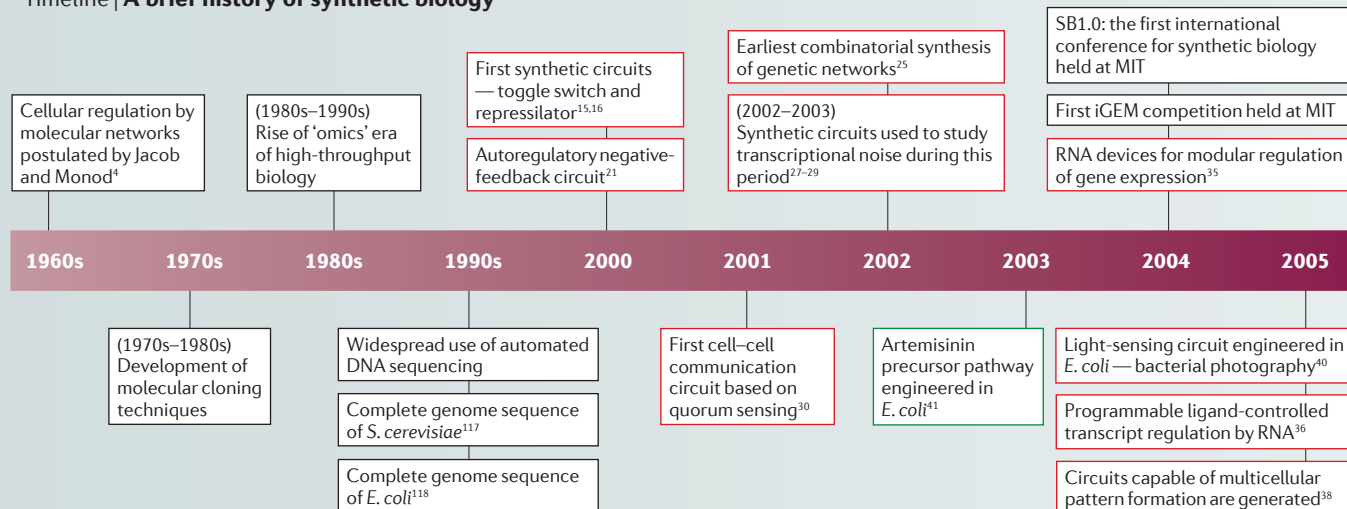 Timeline | A brief history of synthetic biology
SB1.0: the first international
conference for synthetic biology
held at MIT
Earliest combinatorial synthesis
of genetic networks25
First synthetic circuits
— toggle switch and
repressilator15,16
Cellular regulation by
molecular networks
postulated by Jacob
and Monod4
(1980s–1990s)
Rise of ‘omics’ era
of high-throughput
biology
(2002–2003)
Synthetic circuits used to study
transcriptional noise during this
period27–29
First iGEM competition held at MIT
Autoregulatory negative-
feedback circuit21
RNA devices for modular regulation
of gene expression35
1960s 1970s 1980s 1990s 2000 2001 2002 2003 2004 2005
(1970s–1980s)
Development of
molecular cloning
techniques
Widespread use of automated
DNA sequencing
Complete genome sequence
of S. cerevisiae117
Complete genome sequence
of E. coli118
First cell–cell
communication
circuit based on
quorum sensing30
Artemisinin
precursor pathway
engineered in
E. coli41
Light-sensing circuit engineered in
E. coli — bacterial photography40
Programmable ligand-controlled
transcript regulation by RNA36
Circuits capable of multicellular
pattern formation are generated38